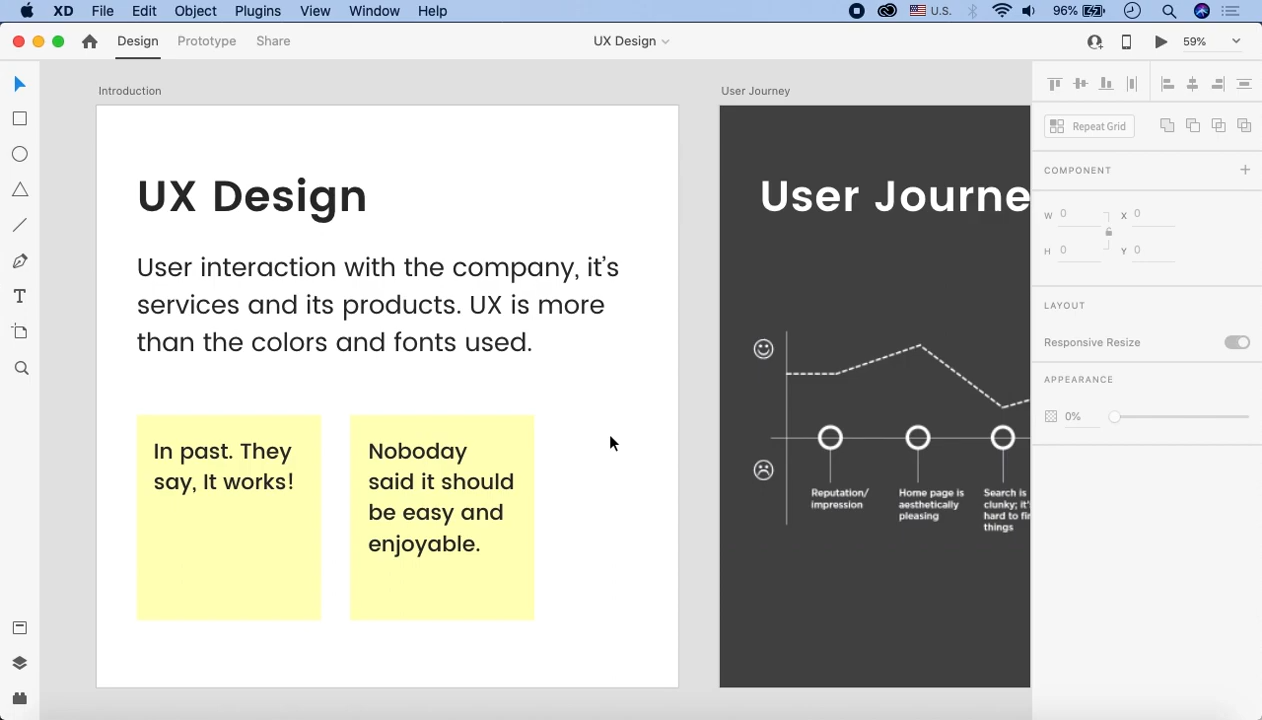 XD File Edit Object Plugins View Window Help
U.S. 96%
Design Prototype Share
UX Design
59%
Introduction
UX Design
User interaction with the company, it's
services and its products. UX is more
than the colors and fonts used.
In past. They
say, It works!
Noboday
said it should
be easy and
enjoyable.
User Journey
User Journe
Reputation/
impression
Home page is
aesthetically
pleasing
Search is
clunky; it'
hard to fi
things
Repeat Grid
COMPONENT
W 0 X 0
H 0 Y 0
LAYOUT
Responsive Resize
APPEARANCE
0%